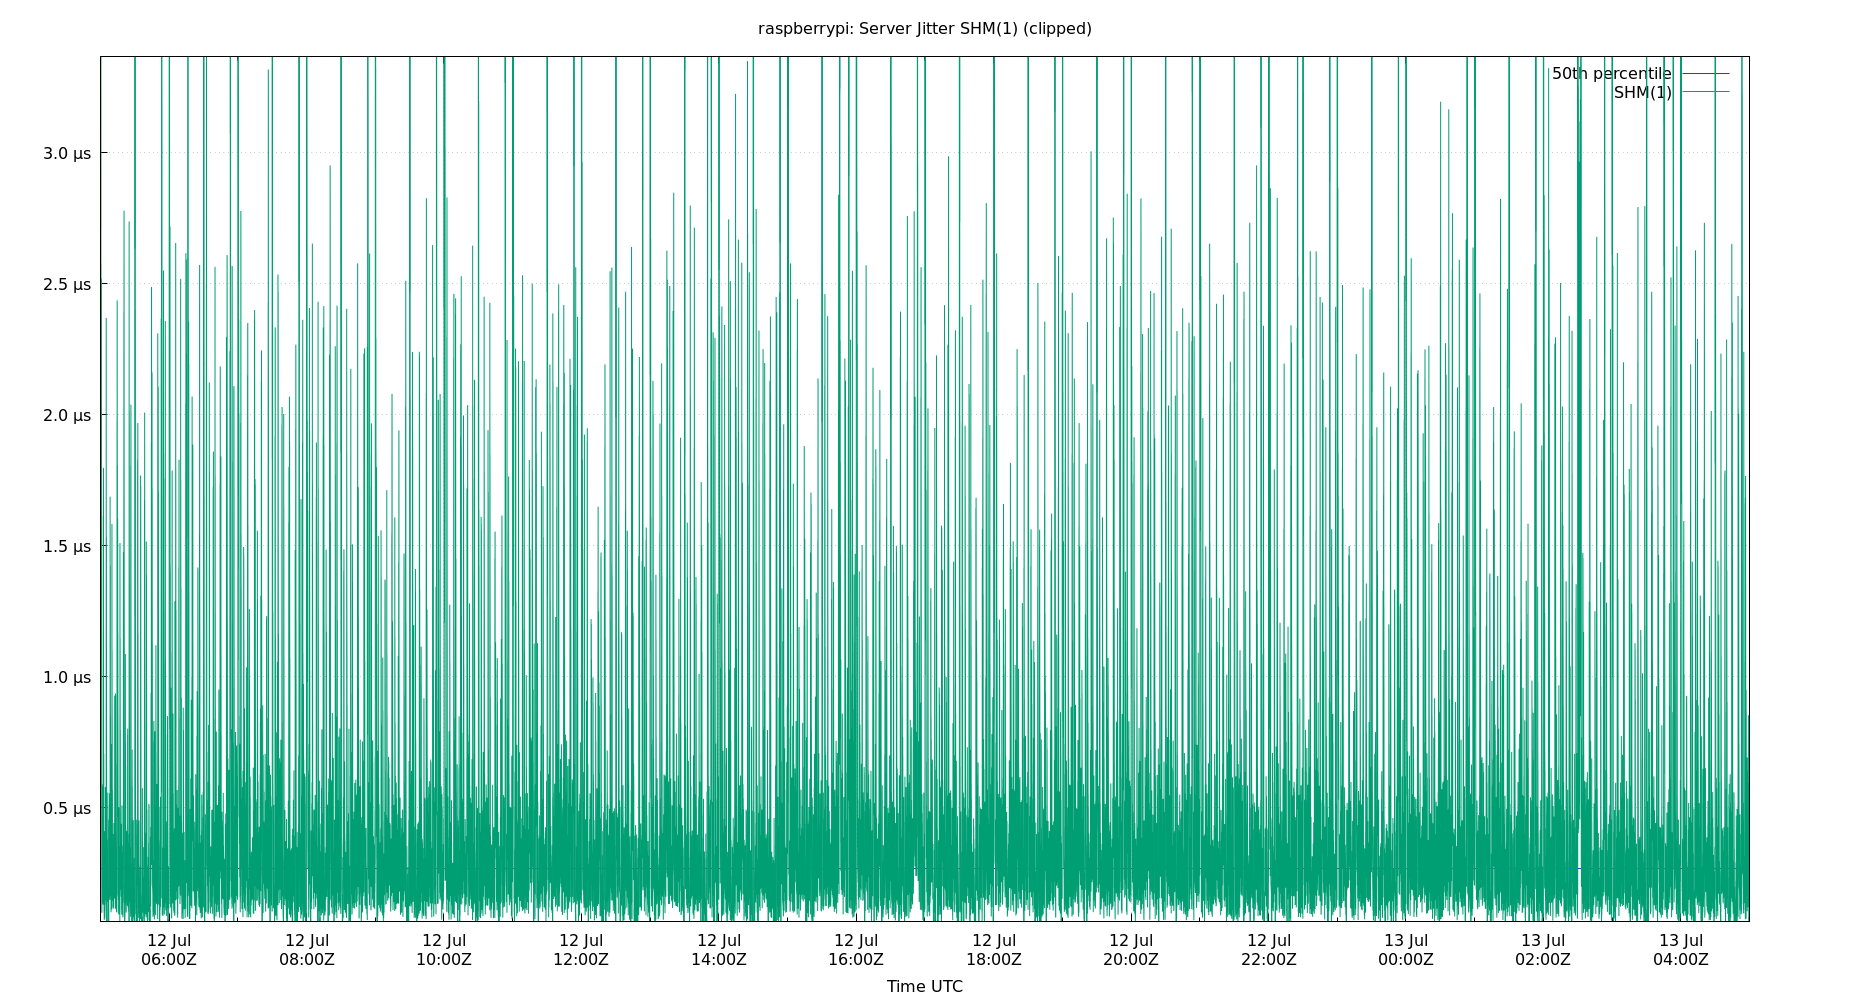 raspberrypi: Server Jitter SHM(1) (clipped)
50th percentile
SHM(1)
3.0 µs
2.5 µs
2.0 µs
1.5 µs
1.0 µs
0.5 µs
12 Jul 12 Jul 12 Jul 12 Jul 12 Jul 12 Jul 12 Jul 12 Jul 12 Jul 13 Jul 13 Jul 13 Jul
06:00Z 08:00Z 10:00Z 12:00Z 14:00Z 16:00Z 18:00Z 20:00Z 22:00Z 00:00Z 02:00Z 04:00Z
Time UTC